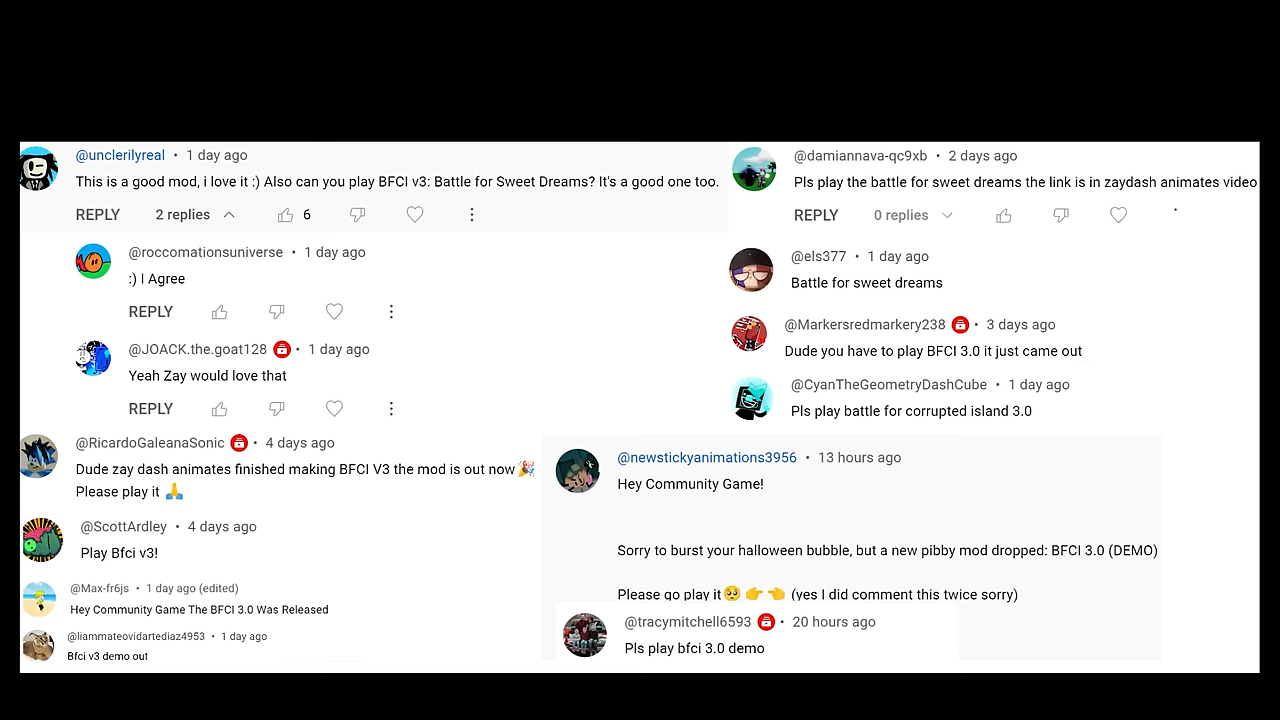 @unclerilyreal • 1 day ago
This is a good mod, i love it :) Also can you play BFCI v3: Battle for Sweet Dreams? It's a good one too.
REPLY 2 replies 6
@roccomationsuniverse • 1 day ago
:) I Agree
REPLY
@JOACK.the.goat128 • 1 day ago
Yeah Zay would love that
REPLY
@RicardoGaleanaSonic • 4 days ago
Dude zay dash animates finished making BFCI V3 the mod is out now 🎉
Please play it 🙏
@ScottArdley • 4 days ago
Play Bfci v3!
@Max-fr6js • 1 day ago (edited)
Hey Community Game The BFCI 3.0 Was Released
@liammateovidartediaz4953 • 1 day ago
Bfci v3 demo out
@damiannava-qc9xb • 2 days ago
Pls play the battle for sweet dreams the link is in zaydash animates video
REPLY 0 replies
@els377 • 1 day ago
Battle for sweet dreams
@Markersredmarkery238 • 3 days ago
Dude you have to play BFCI 3.0 it just came out
@CyanTheGeometryDashCube • 1 day ago
Pls play battle for corrupted island 3.0
@newstickyanimations3956 • 13 hours ago
Hey Community Game!
Sorry to burst your halloween bubble, but a new pibby mod dropped: BFCI 3.0 (DEMO)
Please go play it🥺 👉 👈 (yes I did comment this twice sorry)
@tracymitchell6593 • 20 hours ago
Pls play bfci 3.0 demo